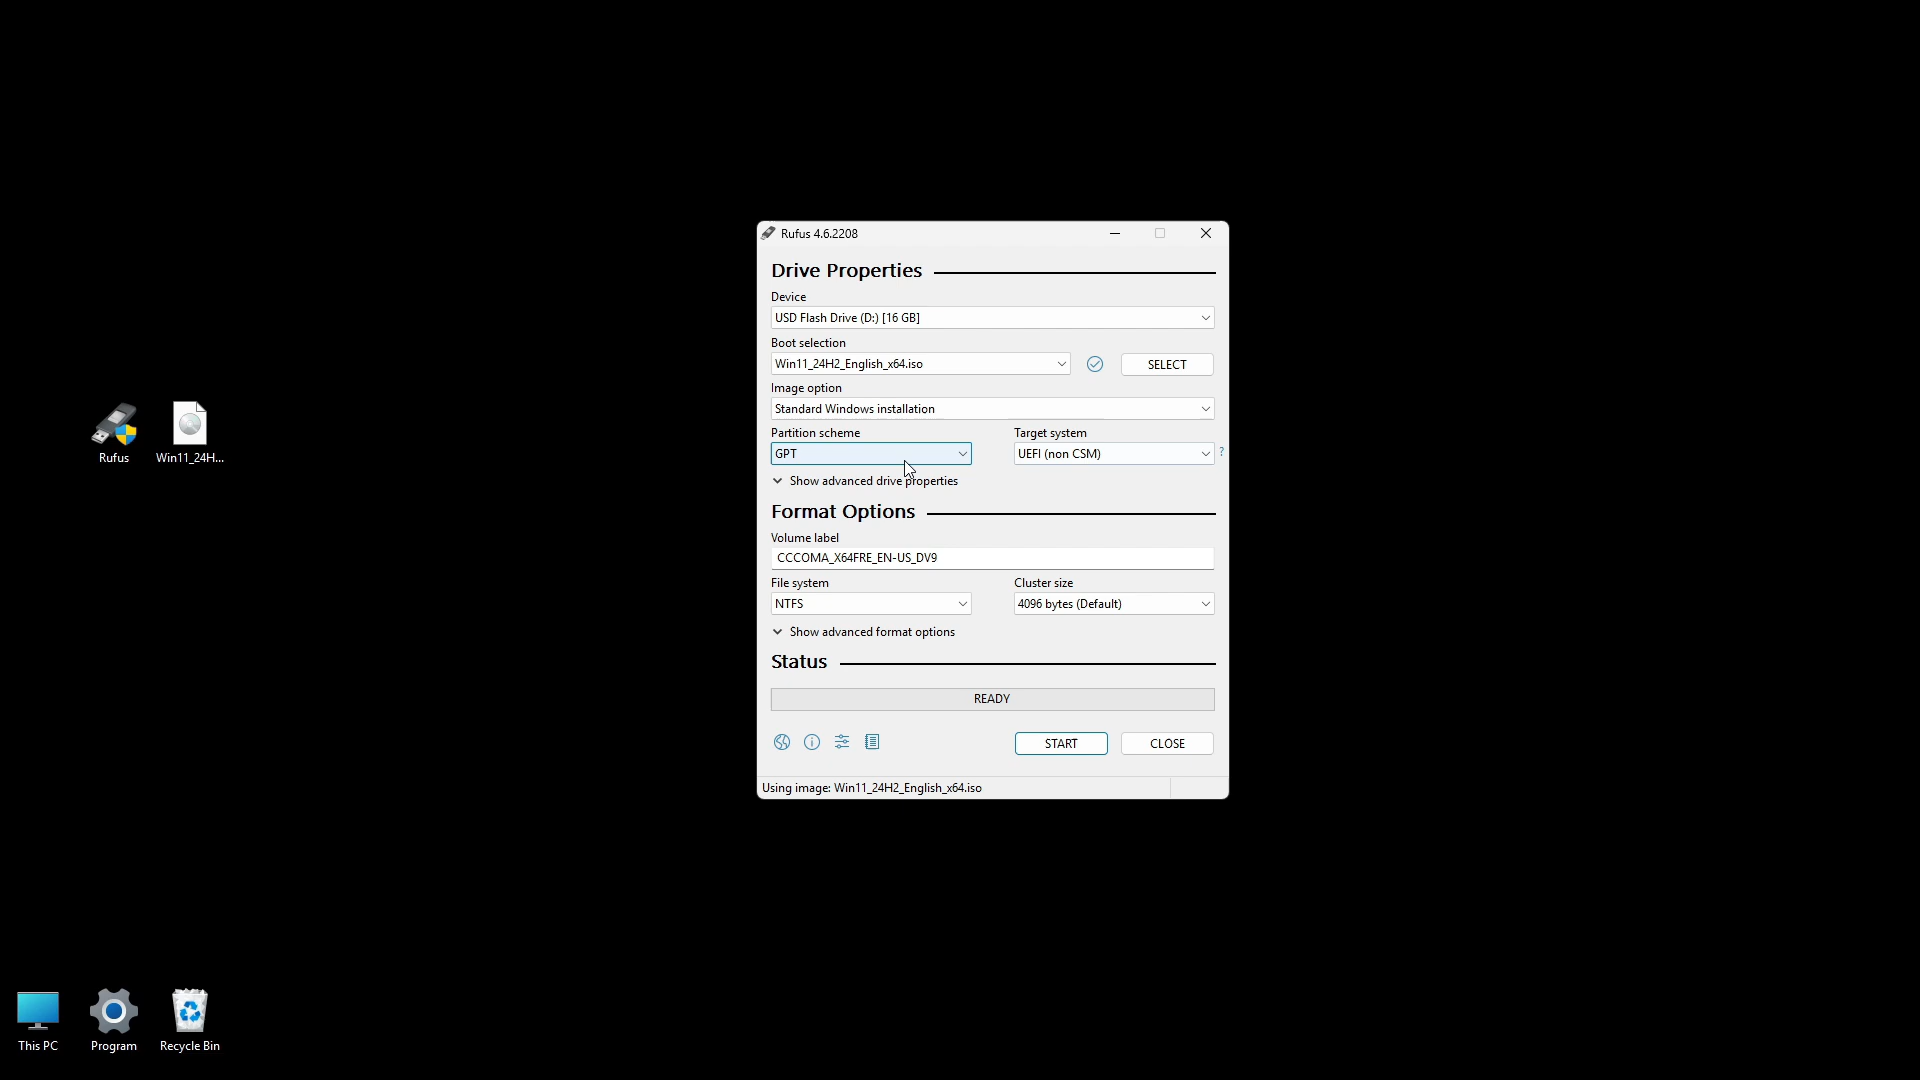 Rufus 4.6.2208
Drive Properties
Device
USD Flash Drive (D:) [16 GB]
Boot selection
Win11_24H2_English_x64.iso
SELECT
Image option
Standard Windows installation
Partition scheme
Target system
GPT
UEFI (non CSM)
?
Show advanced drive properties
Format Options
Volume label
CCCOMA_X64FRE_EN-US_DV9
File system
Cluster size
NTFS
4096 bytes (Default)
Show advanced format options
Status
READY
START
CLOSE
Using image: Win11_24H2_English_x64.iso
Rufus
Win11_24H...
This PC
Program
Recycle Bin